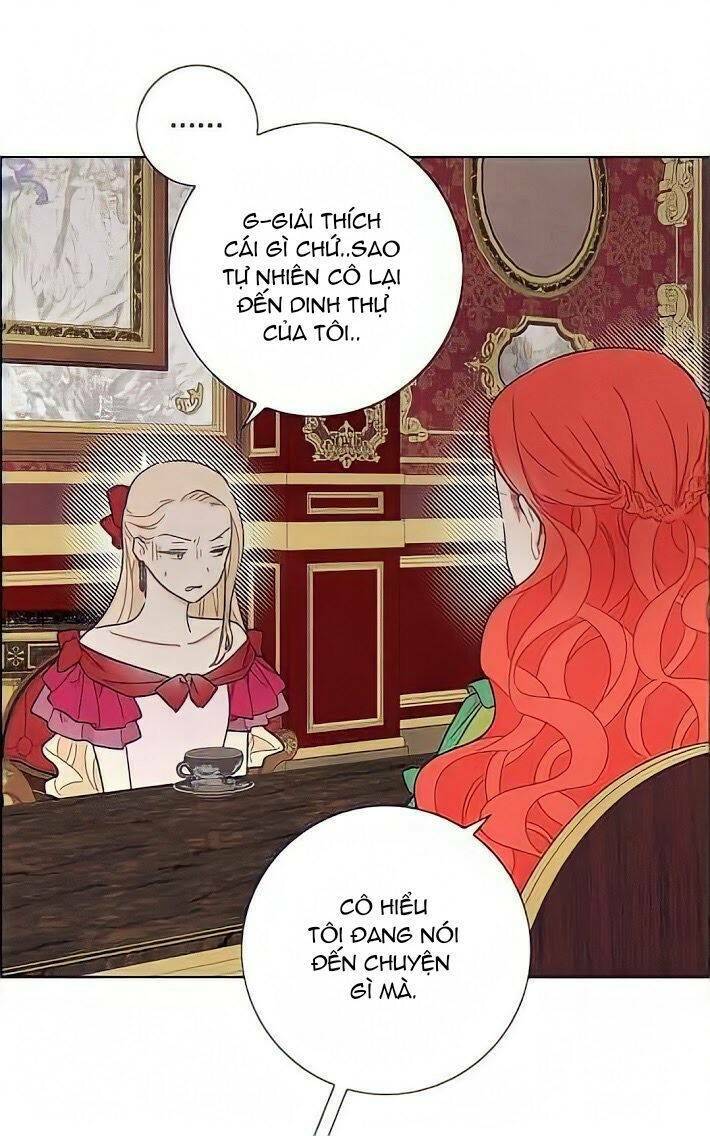 ......
G-GIẢI THÍCH
CÁI GÌ CHỨ..SAO
TỰ NHIÊN CÔ LẠI
ĐẾN DINH THỰ
CỦA TÔI..
CÔ HIỂU
TÔI ĐANG NÓI
ĐẾN CHUYỆN
GÌ MÀ.